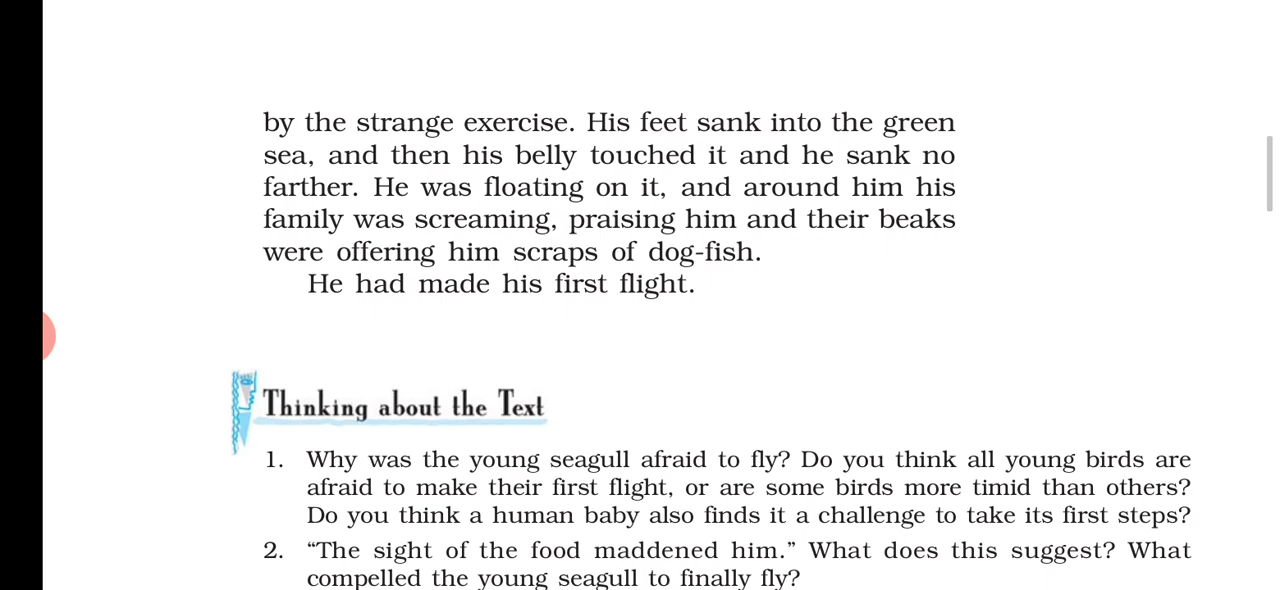 by the strange exercise. His feet sank into the green
sea, and then his belly touched it and he sank no
farther. He was floating on it, and around him his
family was screaming, praising him and their beaks
were offering him scraps of dog-fish.
He had made his first flight.
Thinking about the Text
1. Why was the young seagull afraid to fly? Do you think all young birds are
afraid to make their first flight, or are some birds more timid than others?
Do you think a human baby also finds it a challenge to take its first steps?
2. “The sight of the food maddened him.” What does this suggest? What
compelled the young seagull to finally fly?